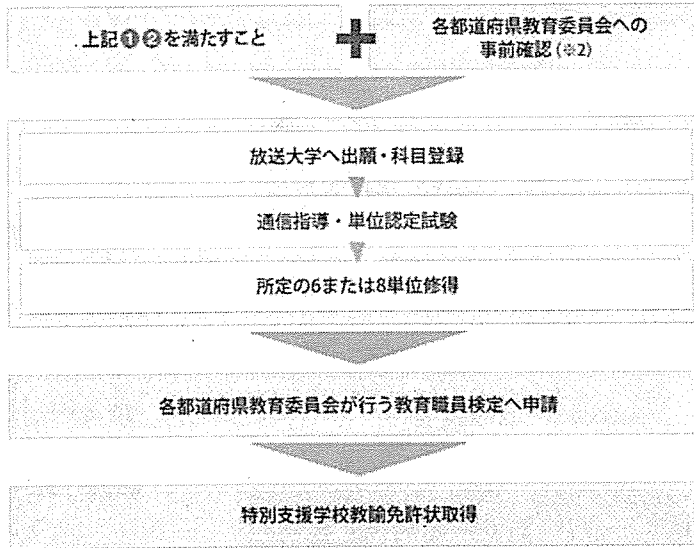 上記❶❷を満たすこと
各都道府県教育委員会への
事前確認(※2)
放送大学へ出願・科目登録
通信指導・単位認定試験
所定の6または8単位修得
各都道府県教育委員会が行う教育職員検定へ申請
特別支援学校教諭免許状取得